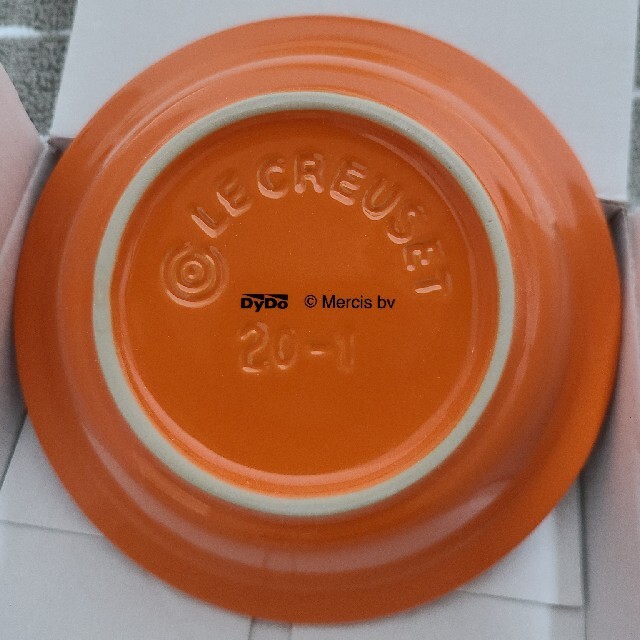 LE CREUSET
DyDo © Mercis bv
20-1